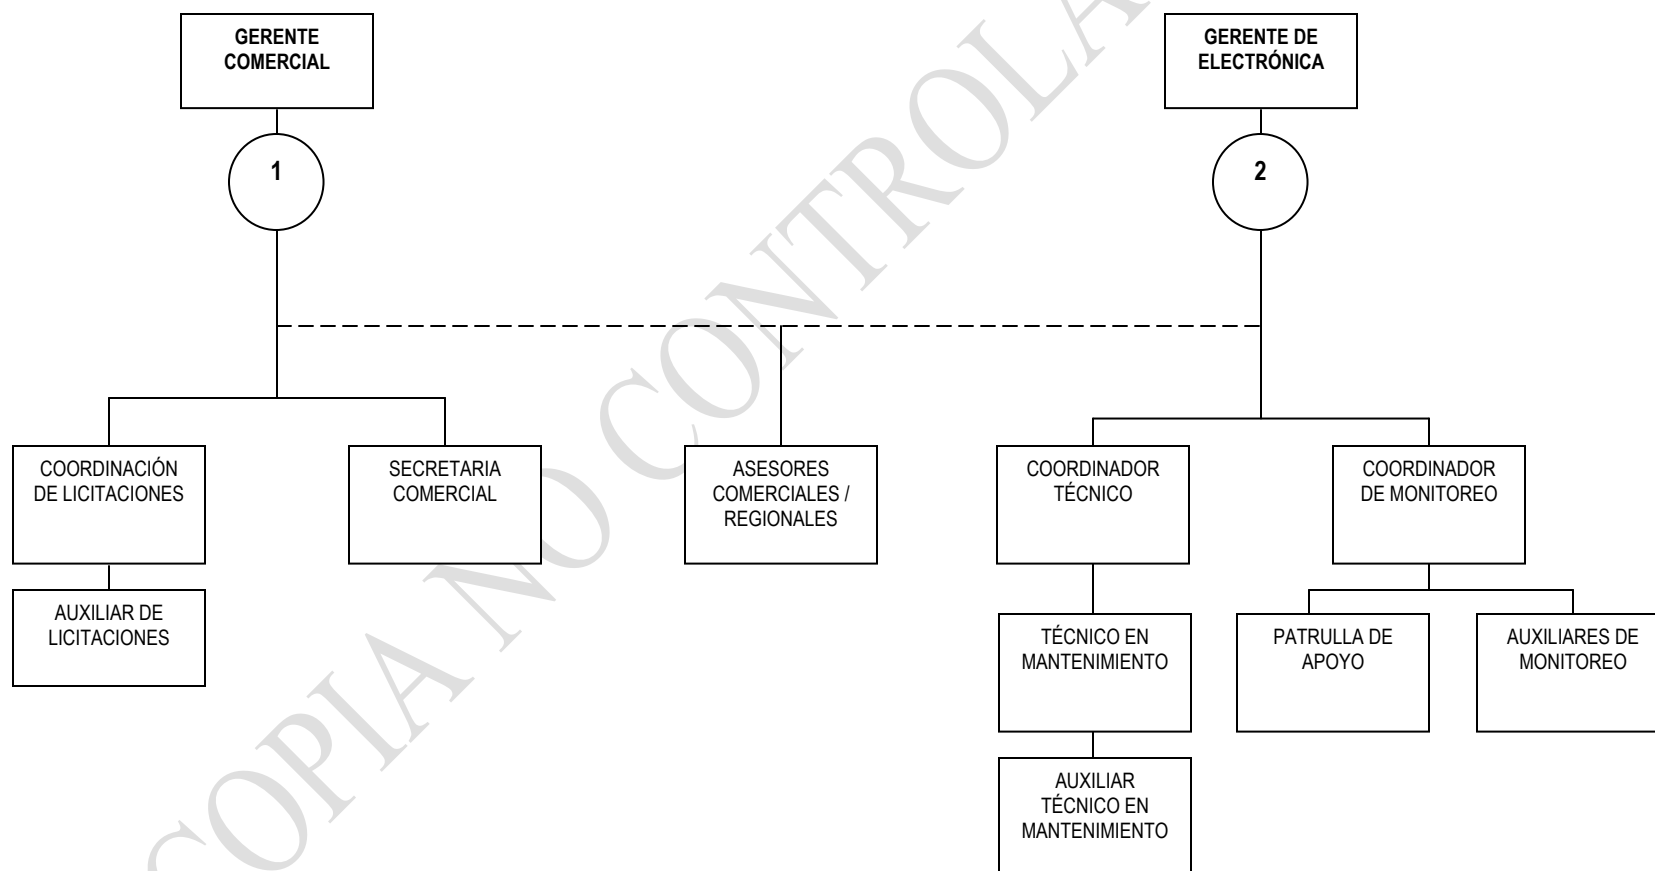 GERENTE
COMERCIAL
GERENTE DE
ELECTRÓNICA
1
2
COORDINACIÓN
DE LICITACIONES
SECRETARIA
COMERCIAL
ASESORES
COMERCIALES /
REGIONALES
COORDINADOR
TÉCNICO
COORDINADOR
DE MONITOREO
AUXILIAR DE
LICITACIONES
TÉCNICO EN
MANTENIMIENTO
PATRULLA DE
APOYO
AUXILIARES DE
MONITOREO
AUXILIAR
TÉCNICO EN
MANTENIMIENTO
COPIA NO CONTROLA